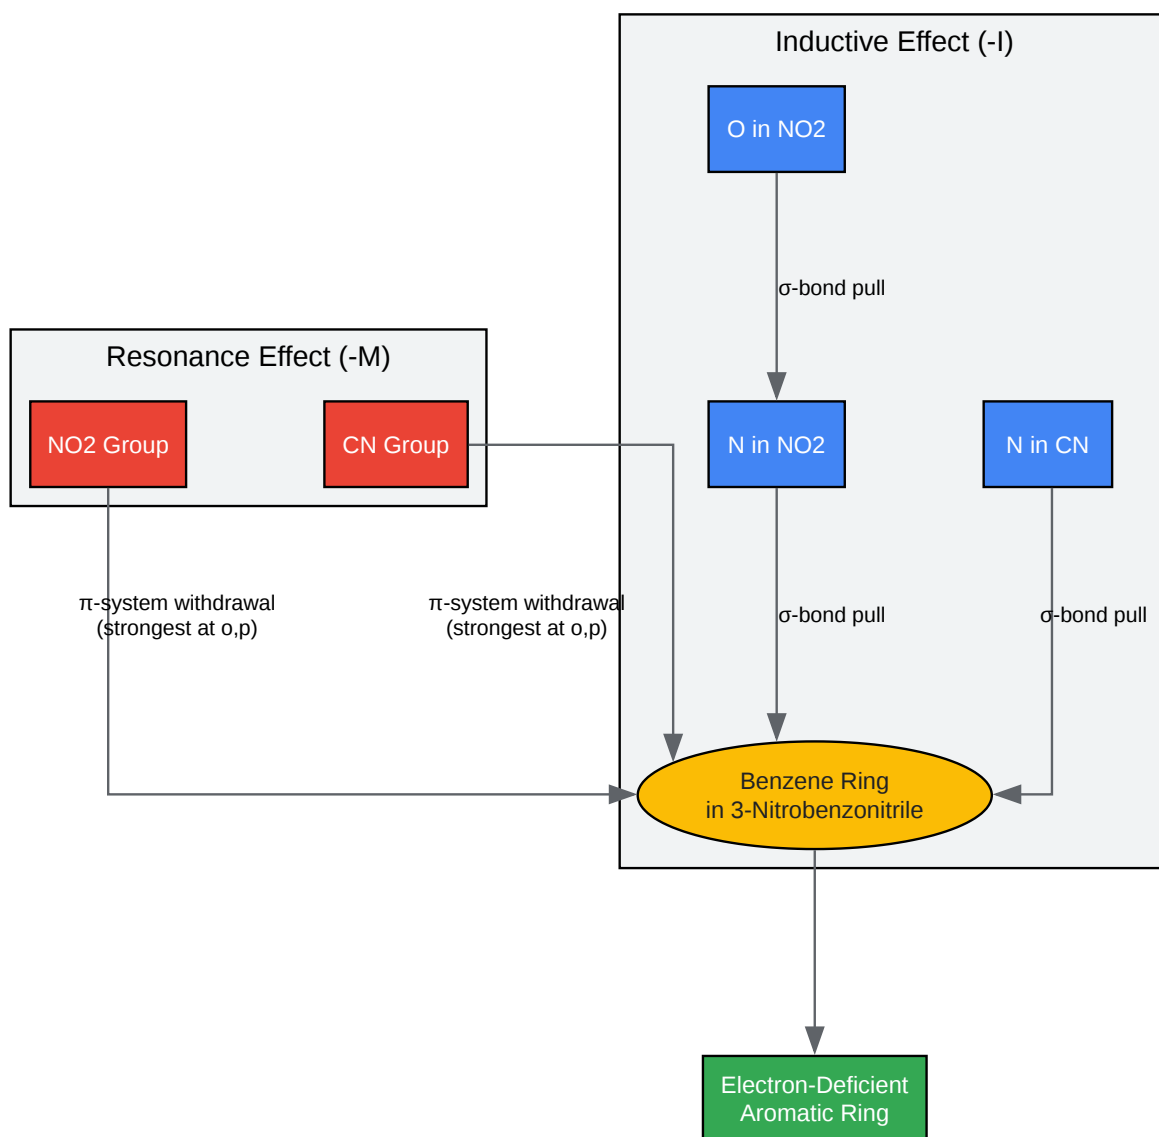 Inductive Effect (-I)
O in NO2
σ-bond pull
Resonance Effect (-M)
NO2 Group
CN Group
N in NO2
N in CN
π-system withdrawal
(strongest at o,p)
π-system withdrawal
(strongest at o,p)
σ-bond pull
σ-bond pull
Benzene Ring
in 3-Nitrobenzonitrile
Electron-Deficient
Aromatic Ring